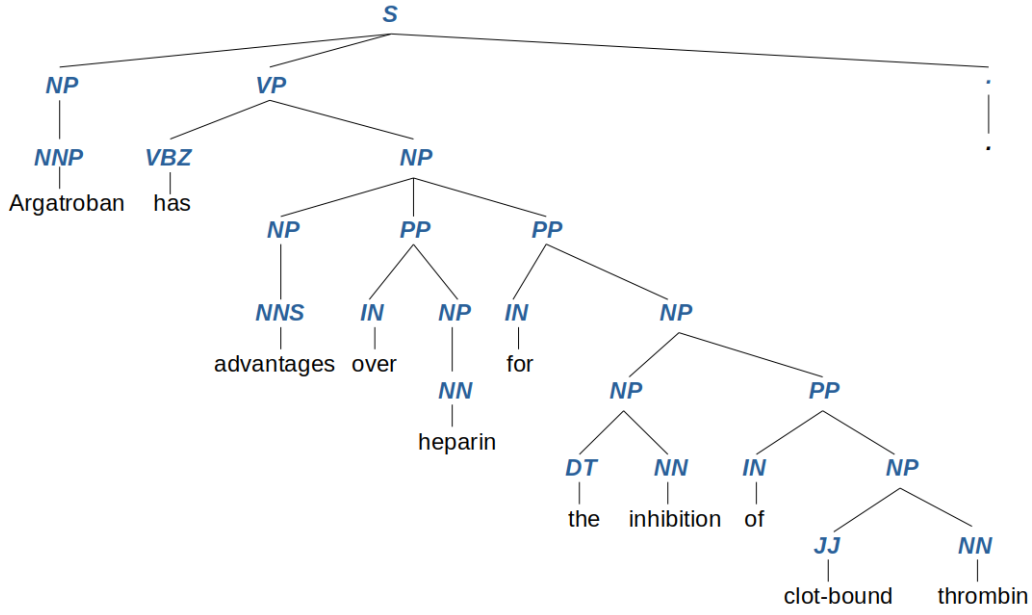 S
NP VP .
NNP VBZ NP .
Argatroban has
NP PP PP
NNS IN NP IN NP
advantages over for
NN NP PP
heparin
DT NN IN NP
the inhibition of
JJ NN
clot-bound thrombin